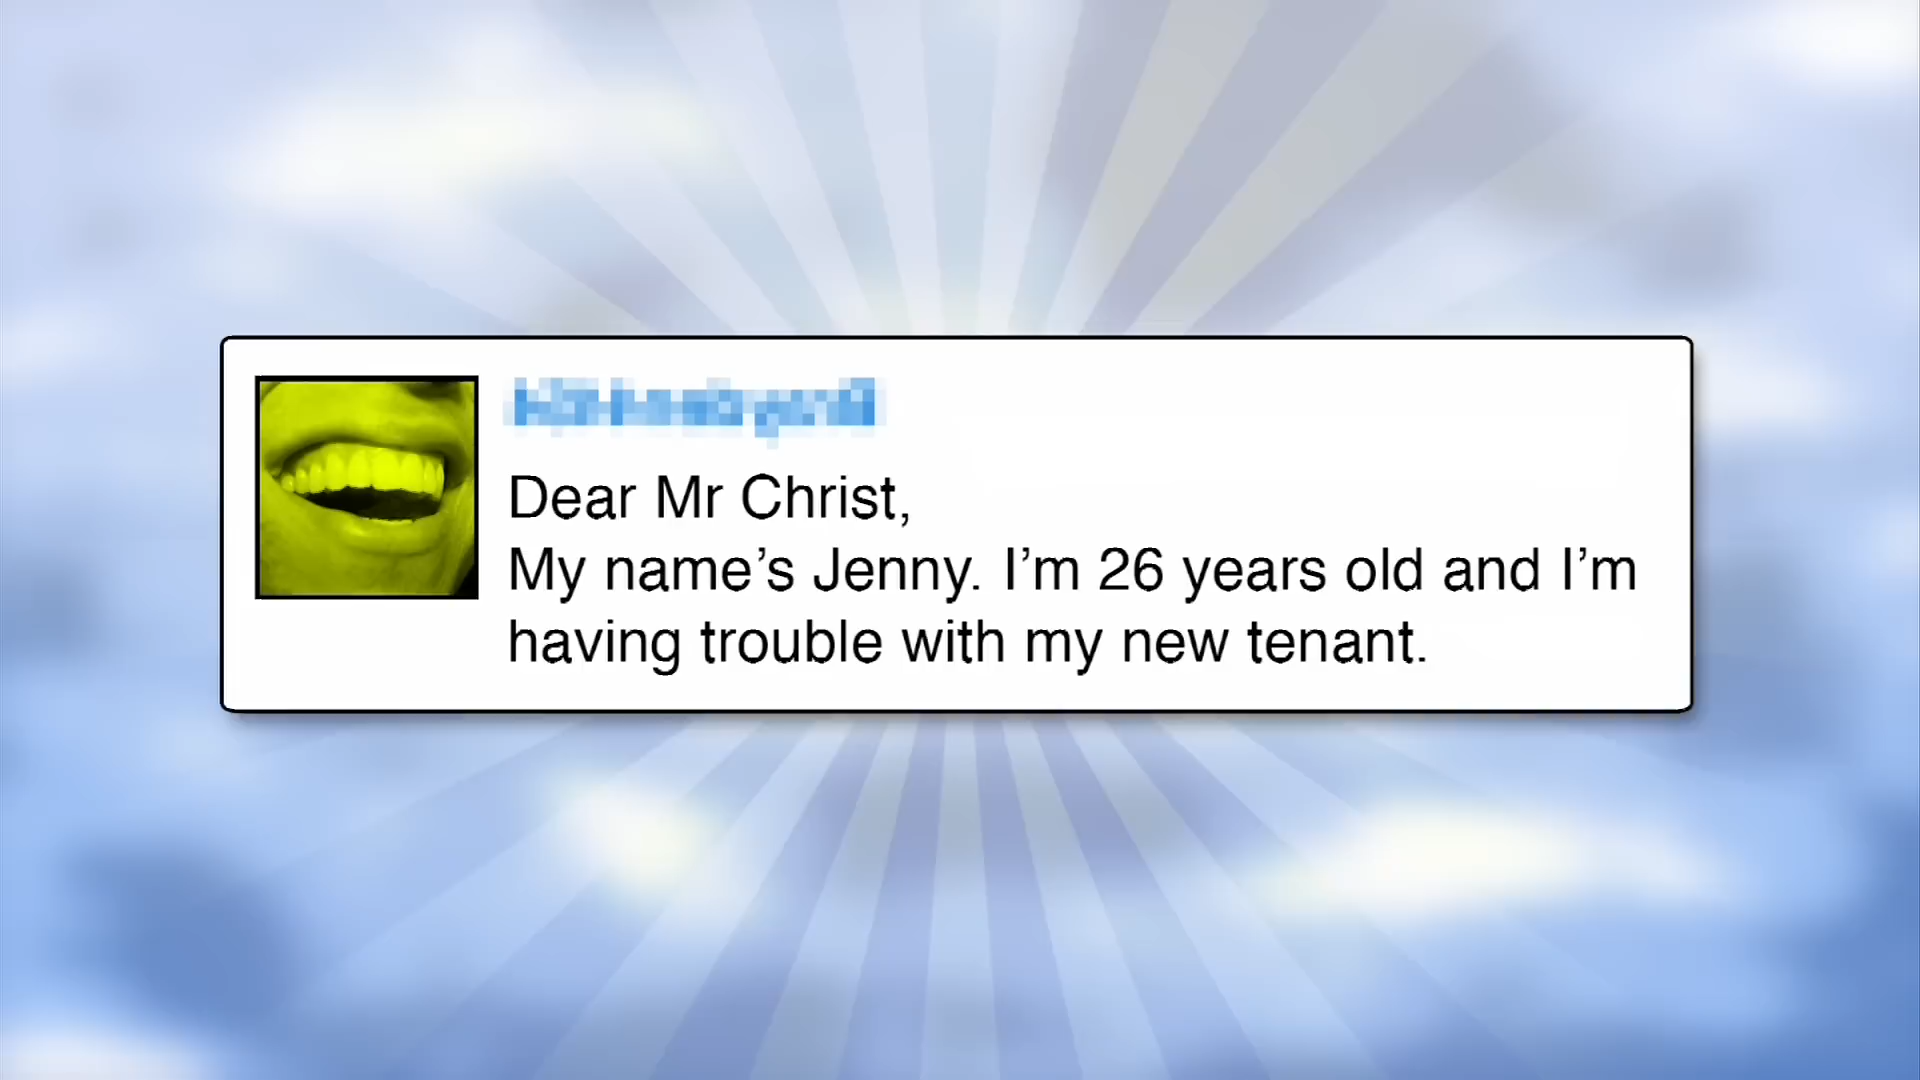 Dear Mr Christ,
My name’s Jenny. I’m 26 years old and I’m
having trouble with my new tenant.